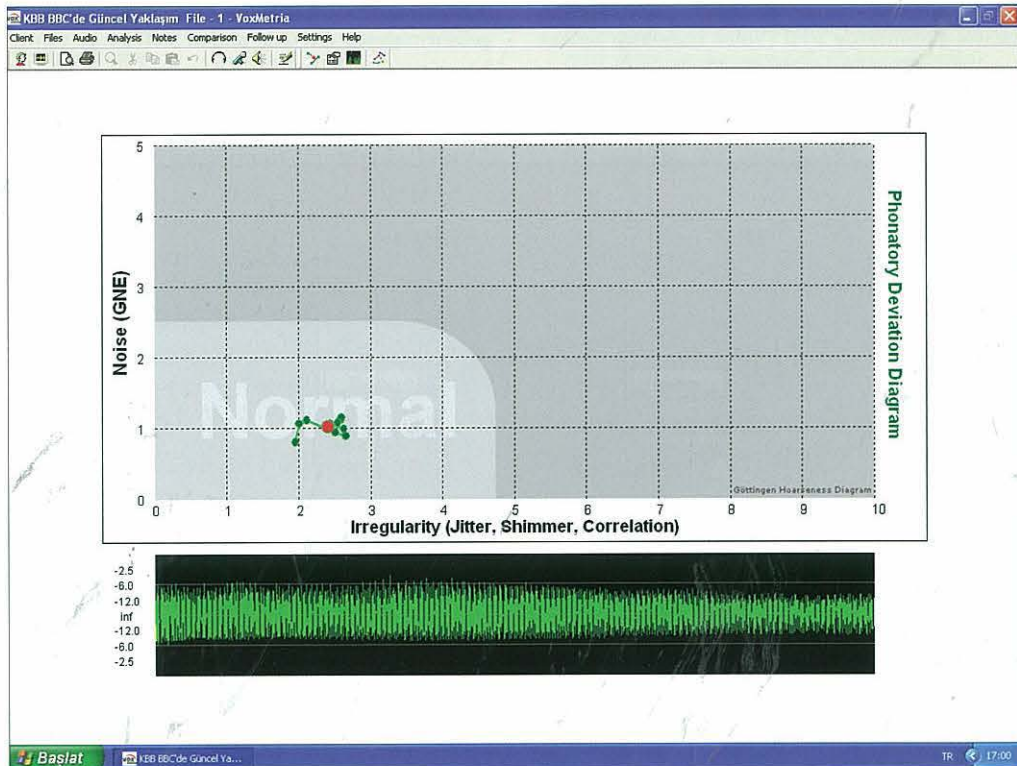 KBB BBC'de Güncel Yaklaşım File - 1 - VoxMetria
Client Files Audio Analysis Notes Comparison Follow up Settings Help
5
4
3
2
1
0
Noise (GNE)
Normal
Phonatory Deviation Diagram
Göttingen Hoarseness Diagram
0 1 2 3 4 5 6 7 8 9 10
Irregularity (Jitter, Shimmer, Correlation)
-2.5
-6.0
-12.0
inf
-12.0
-6.0
-2.5
Başlat
vox KBB BBC'de Güncel Ya...
TR 17:00